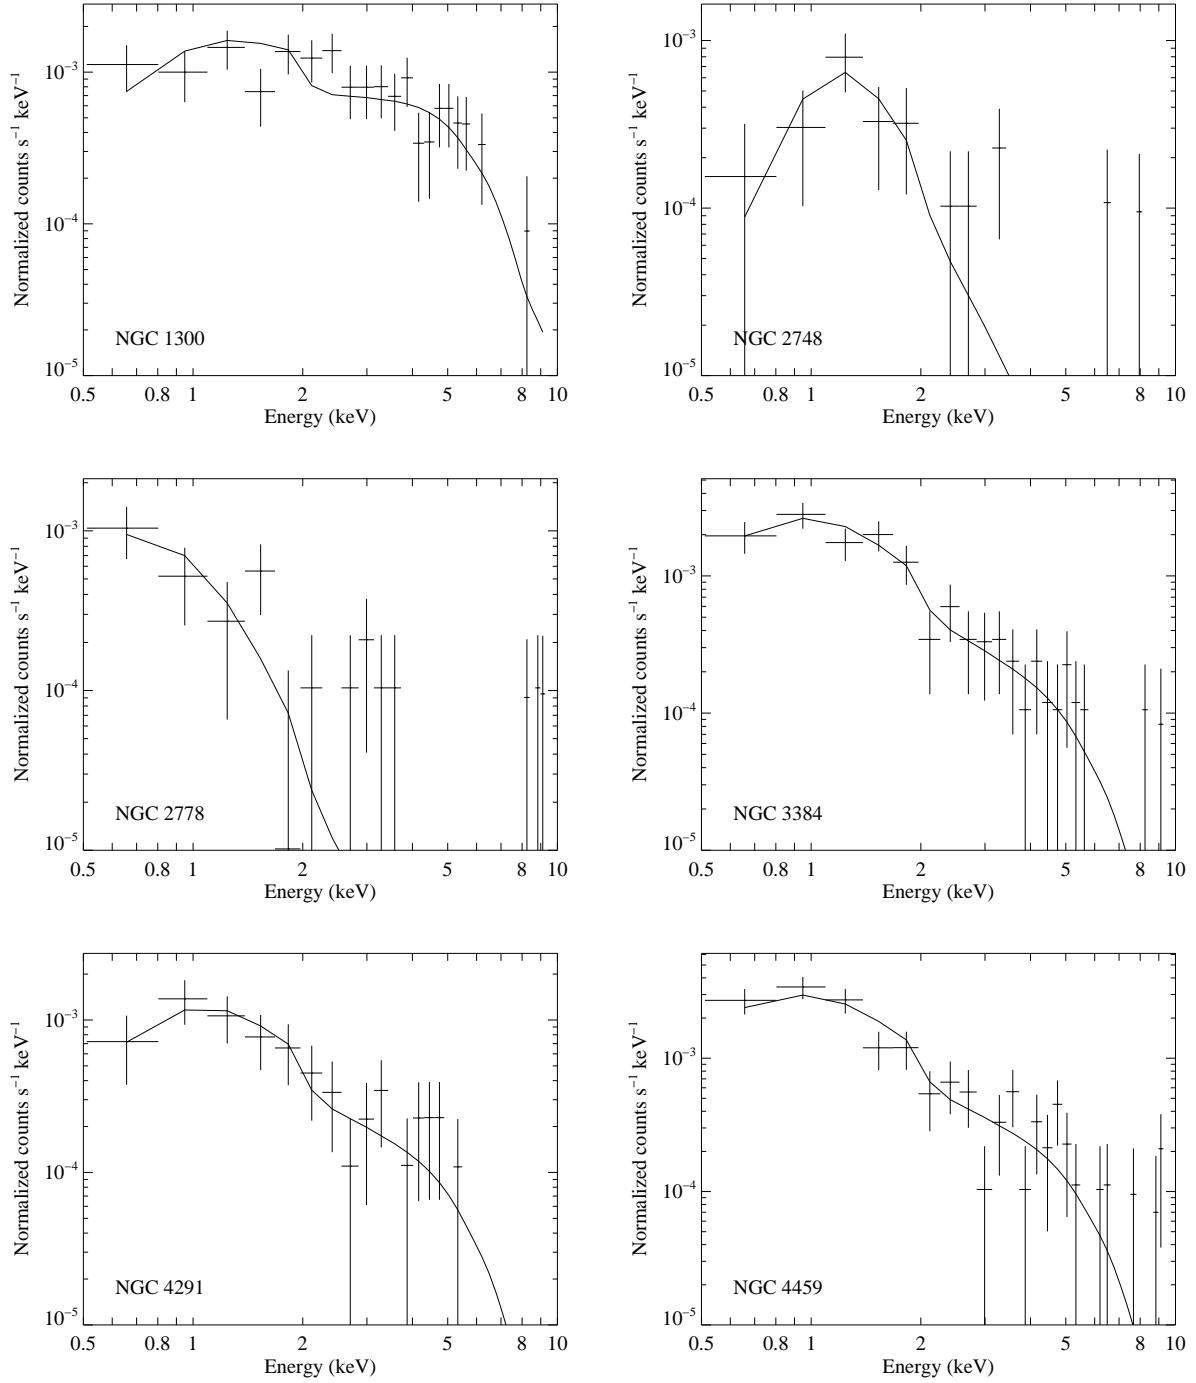 Normalized counts s⁻¹ keV⁻¹
10⁻³
10⁻⁴
10⁻⁵
NGC 1300
0.5 0.8 1 2 5 8 10
Energy (keV)
Normalized counts s⁻¹ keV⁻¹
10⁻³
10⁻⁴
10⁻⁵
NGC 2748
0.5 0.8 1 2 5 8 10
Energy (keV)
Normalized counts s⁻¹ keV⁻¹
10⁻³
10⁻⁴
10⁻⁵
NGC 2778
0.5 0.8 1 2 5 8 10
Energy (keV)
Normalized counts s⁻¹ keV⁻¹
10⁻³
10⁻⁴
10⁻⁵
NGC 3384
0.5 0.8 1 2 5 8 10
Energy (keV)
Normalized counts s⁻¹ keV⁻¹
10⁻³
10⁻⁴
10⁻⁵
NGC 4291
0.5 0.8 1 2 5 8 10
Energy (keV)
Normalized counts s⁻¹ keV⁻¹
10⁻³
10⁻⁴
10⁻⁵
NGC 4459
0.5 0.8 1 2 5 8 10
Energy (keV)